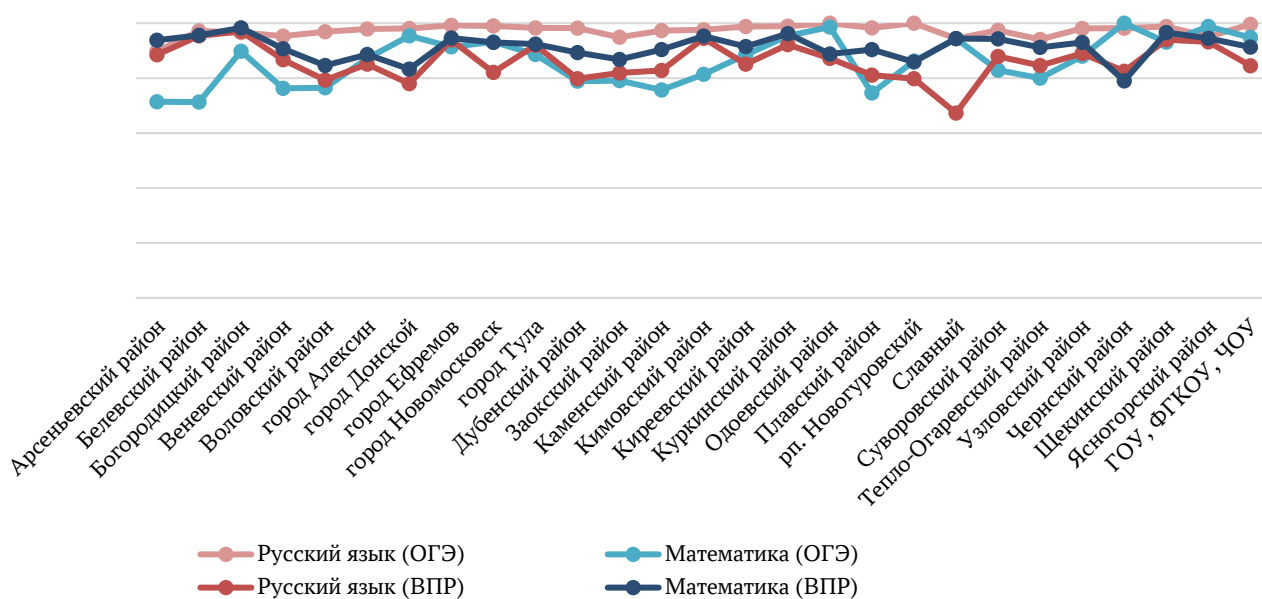 Арсеньевский район
Белевский район
Богородицкий район
Веневский район
Воловский район
город Алексин
город Донской
город Ефремов
город Новомосковск
город Тула
Дубенский район
Заокский район
Каменский район
Кимовский район
Киреевский район
Куркинский район
Одоевский район
Плавский район
рп. Новогуровский
Славный
Суворовский район
Тепло-Огаревский район
Узловский район
Чернский район
Щекинский район
Ясногорский район
ГОУ, ФГКОУ, ЧОУ
Русский язык (ОГЭ)
Математика (ОГЭ)
Русский язык (ВПР)
Математика (ВПР)